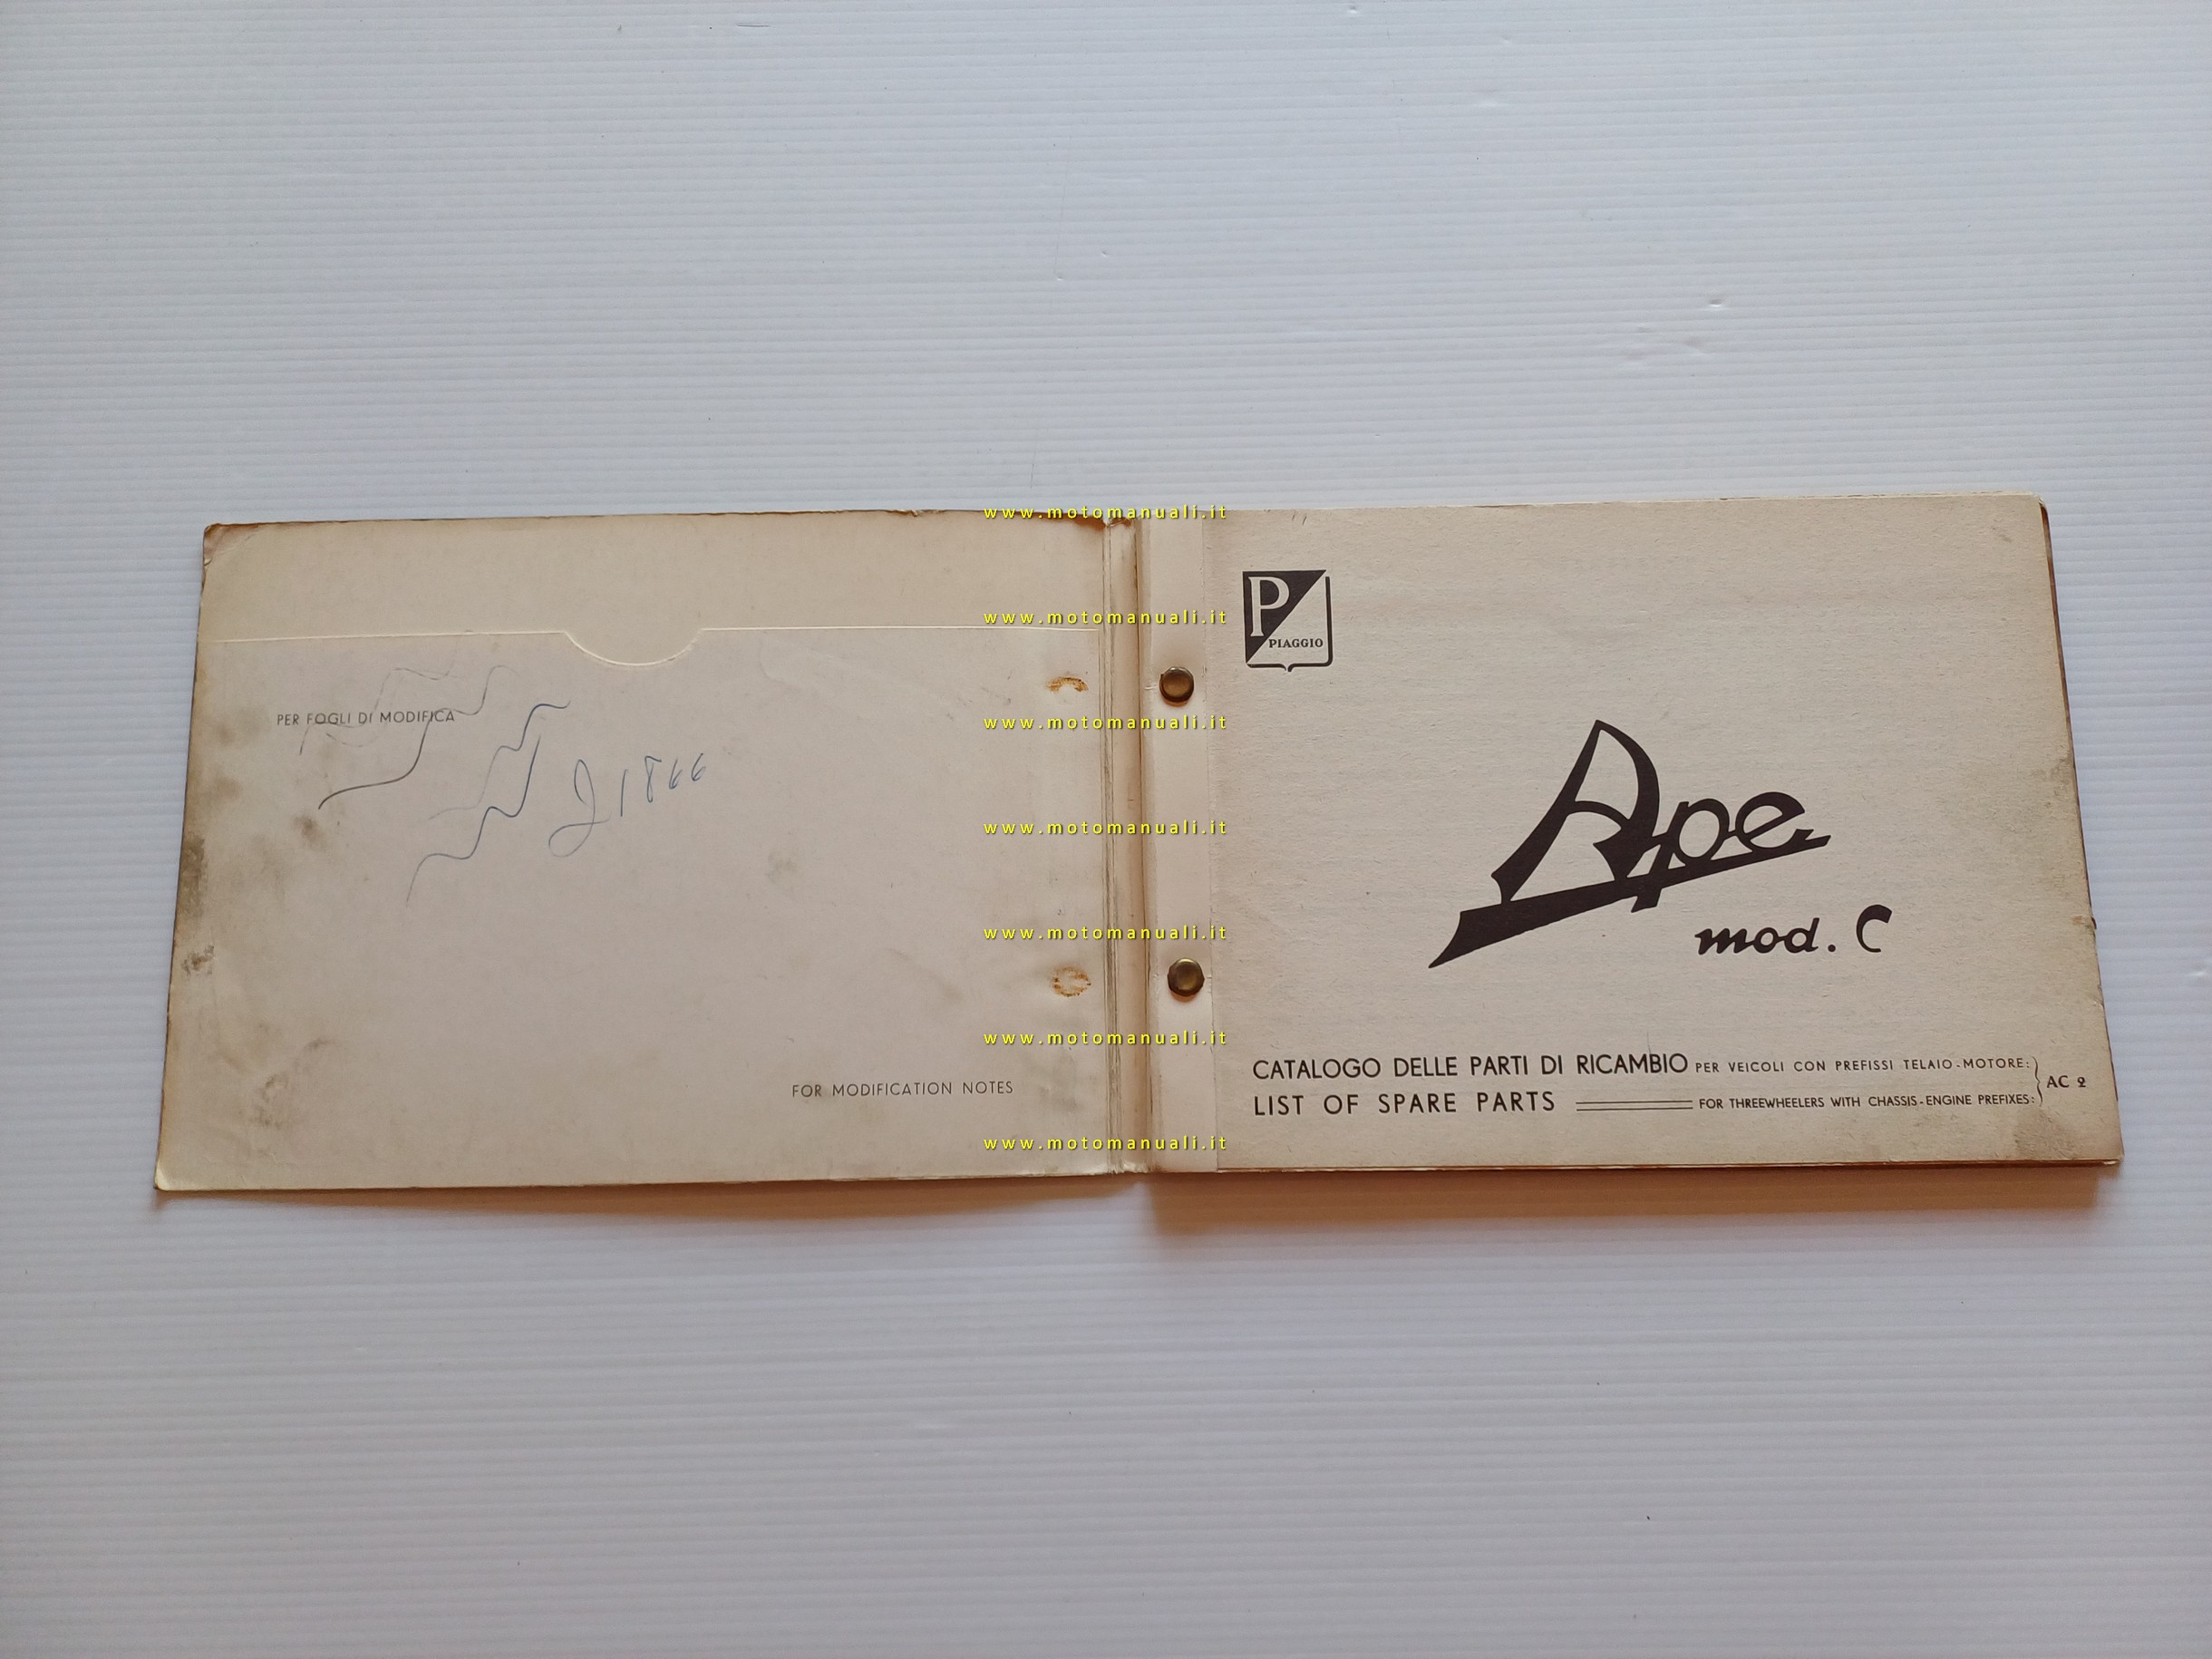 PER FOGLI DI MODIFICA
FOR MODIFICATION NOTES
www.motomanuali.it
www.motomanuali.it
www.motomanuali.it
www.motomanuali.it
www.motomanuali.it
www.motomanuali.it
www.motomanuali.it
P
PIAGGIO
Ape
mod. C
CATALOGO DELLE PARTI DI RICAMBIO PER VEICOLI CON PREFISSI TELAIO-MOTORE:
LIST OF SPARE PARTS FOR THREEWHEELERS WITH CHASSIS-ENGINE PREFIXES:
AC 2